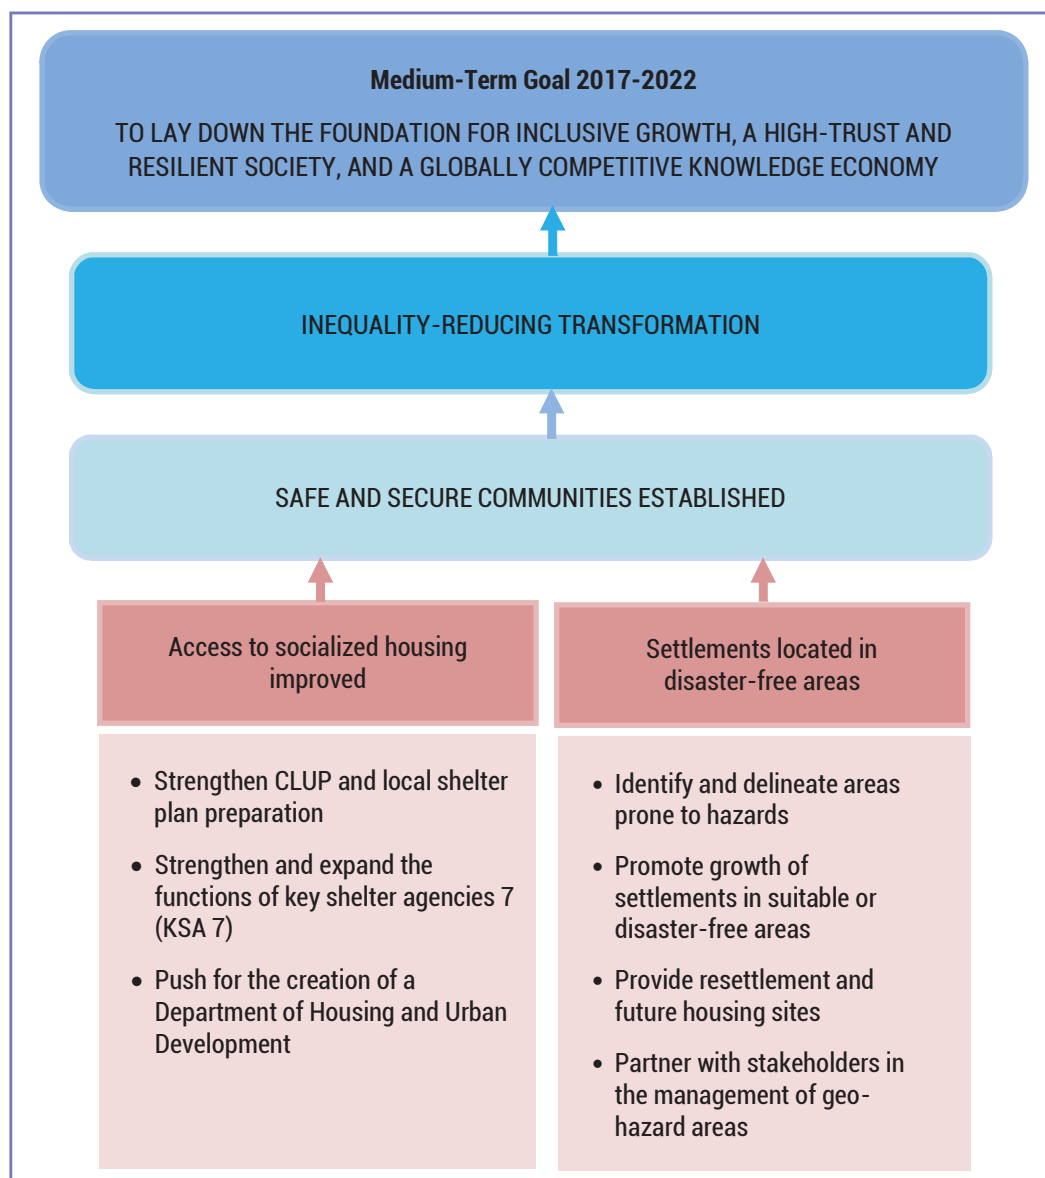 Medium-Term Goal 2017-2022
TO LAY DOWN THE FOUNDATION FOR INCLUSIVE GROWTH, A HIGH-TRUST AND
RESILIENT SOCIETY, AND A GLOBALLY COMPETITIVE KNOWLEDGE ECONOMY
INEQUALITY-REDUCING TRANSFORMATION
SAFE AND SECURE COMMUNITIES ESTABLISHED
Access to socialized housing
improved
• Strengthen CLUP and local shelter
plan preparation
• Strengthen and expand the
functions of key shelter agencies 7
(KSA 7)
• Push for the creation of a
Department of Housing and Urban
Development
Settlements located in
disaster-free areas
• Identify and delineate areas
prone to hazards
• Promote growth of
settlements in suitable or
disaster-free areas
• Provide resettlement and
future housing sites
• Partner with stakeholders in
the management of geo-
hazard areas